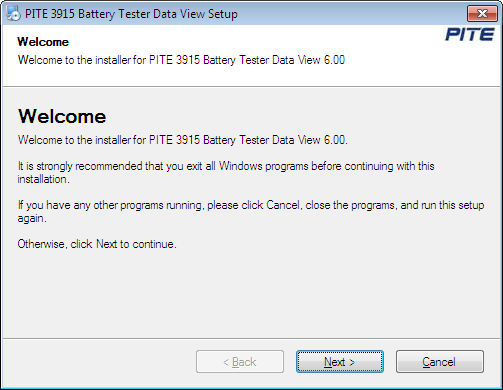 PITE 3915 Battery Tester Data View Setup
Welcome
Welcome to the installer for PITE 3915 Battery Tester Data View 6.00
PITE
Welcome
Welcome to the installer for PITE 3915 Battery Tester Data View 6.00.
It is strongly recommended that you exit all Windows programs before continuing with this
installation.
If you have any other programs running, please click Cancel, close the programs, and run this setup
again.
Otherwise, click Next to continue.
< Back
Next >
Cancel